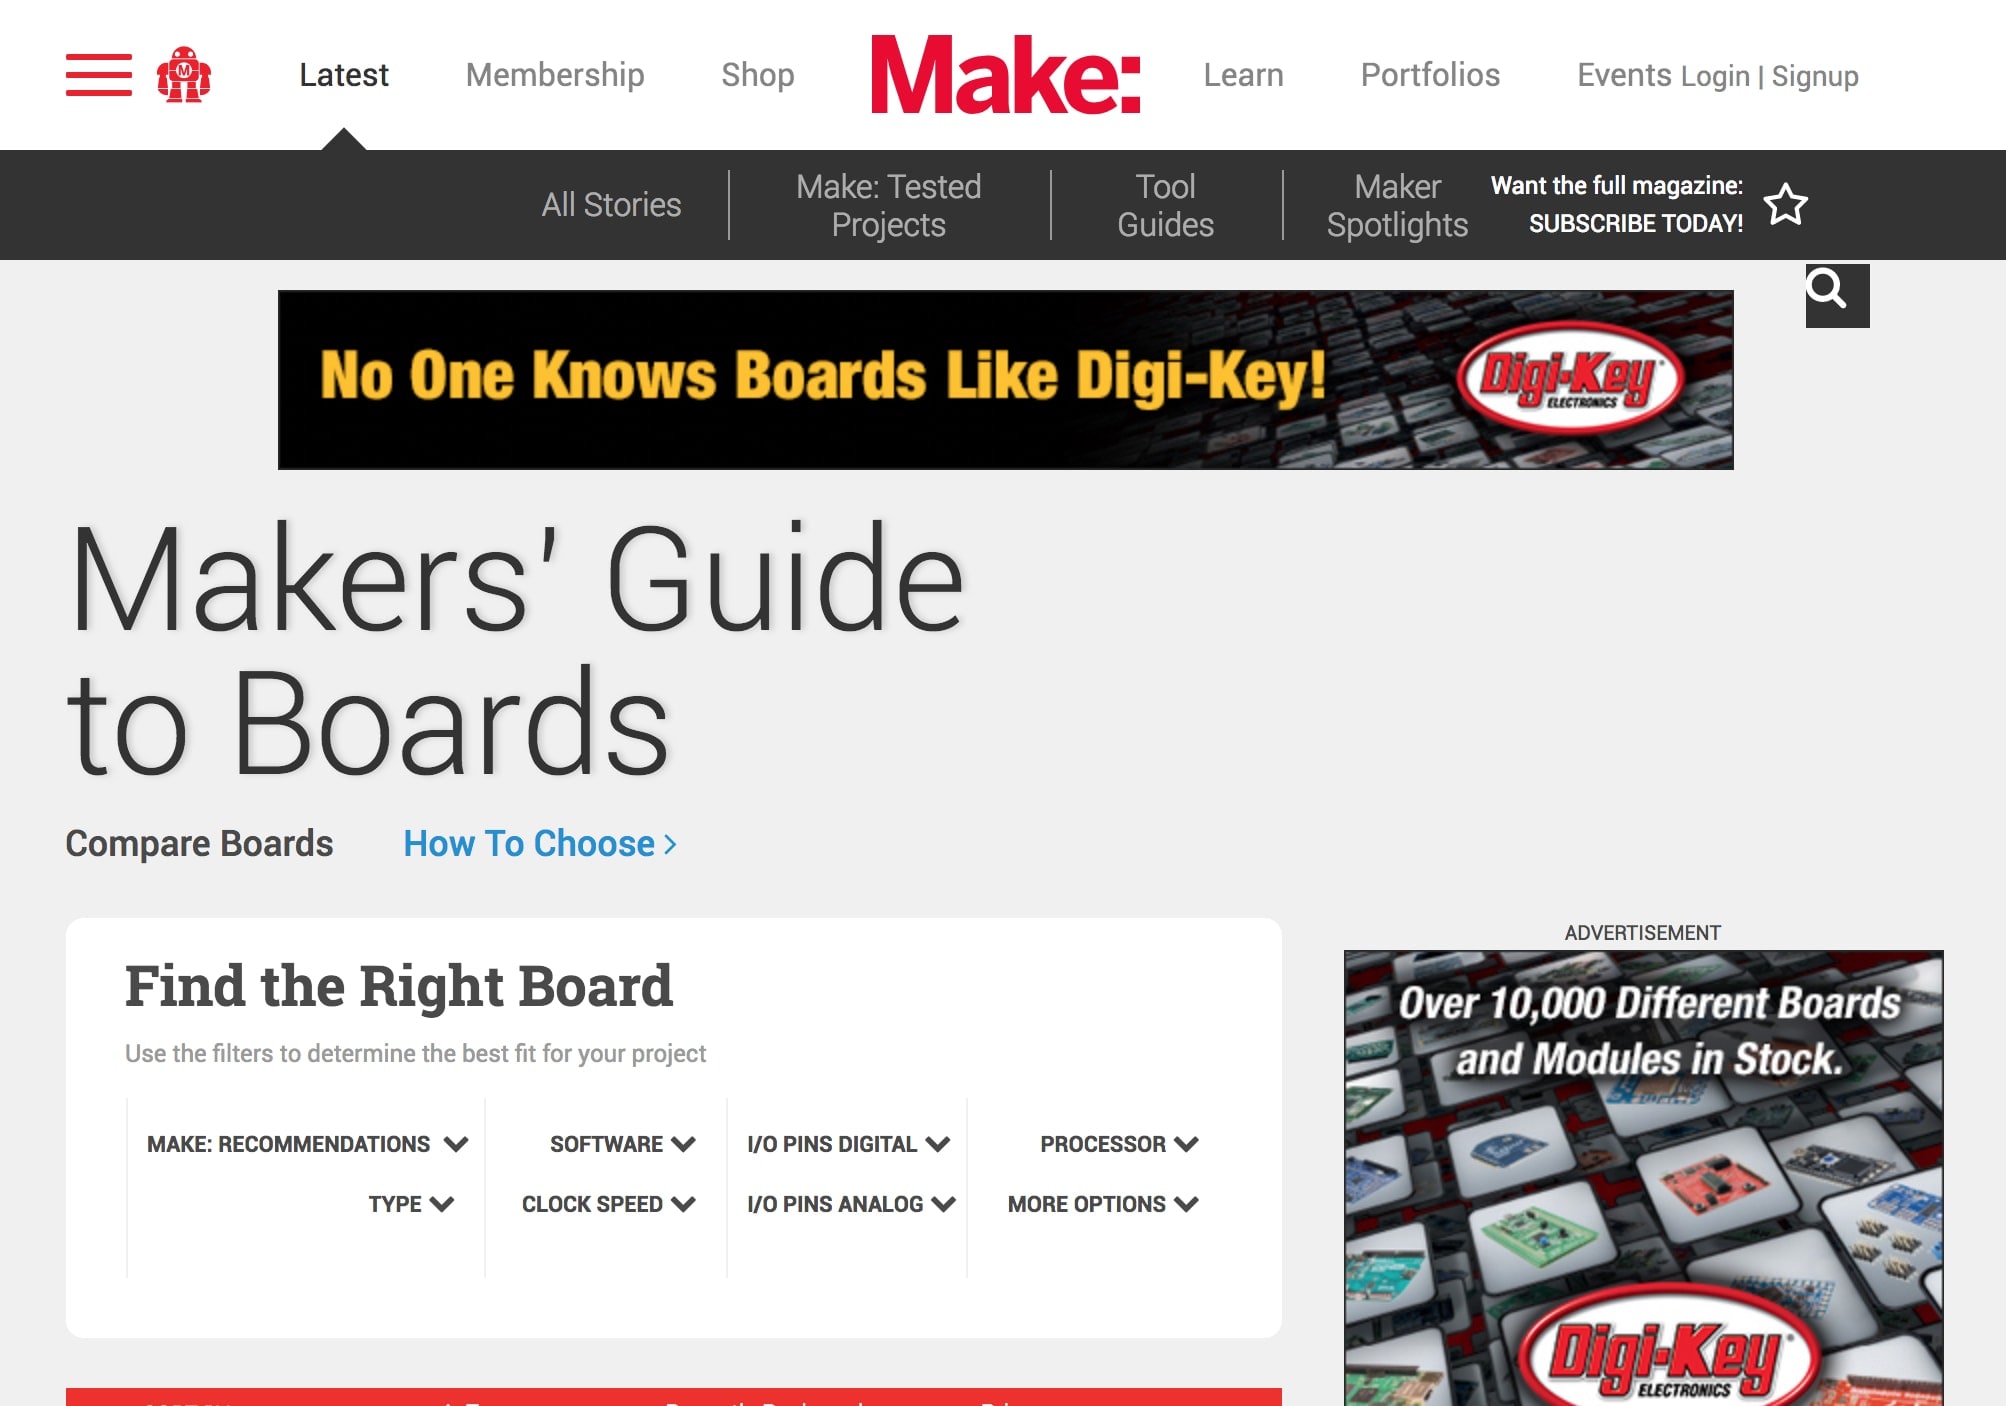 Latest
Membership
Shop
Make:
Learn
Portfolios
Events
Login | Signup
All Stories
Make: Tested
Projects
Tool
Guides
Maker
Spotlights
Want the full magazine:
SUBSCRIBE TODAY!
No One Knows Boards Like Digi-Key!
Digi-Key
ELECTRONICS
Makers' Guide
to Boards
Compare Boards
How To Choose
ADVERTISEMENT
Over 10,000 Different Boards
and Modules in Stock.
Digi-Key
ELECTRONICS
Find the Right Board
Use the filters to determine the best fit for your project
MAKE: RECOMMENDATIONS
SOFTWARE
I/O PINS DIGITAL
PROCESSOR
TYPE
CLOCK SPEED
I/O PINS ANALOG
MORE OPTIONS